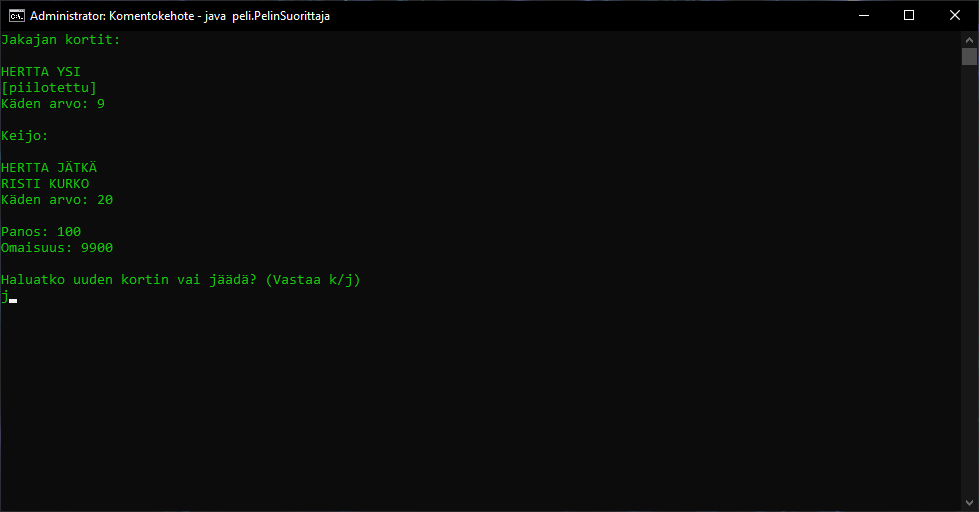 Administrator: Komentokehote - java  peli.PelinSuorittaja
Jakajan kortit:
HERTTA YSI
[piilotettu]
Käden arvo: 9
Keijo:
HERTTA JÄTKÄ
RISTI KURKO
Käden arvo: 20
Panos: 100
Omaisuus: 9900
Haluatko uuden kortin vai jäädä? (Vastaa k/j)
j